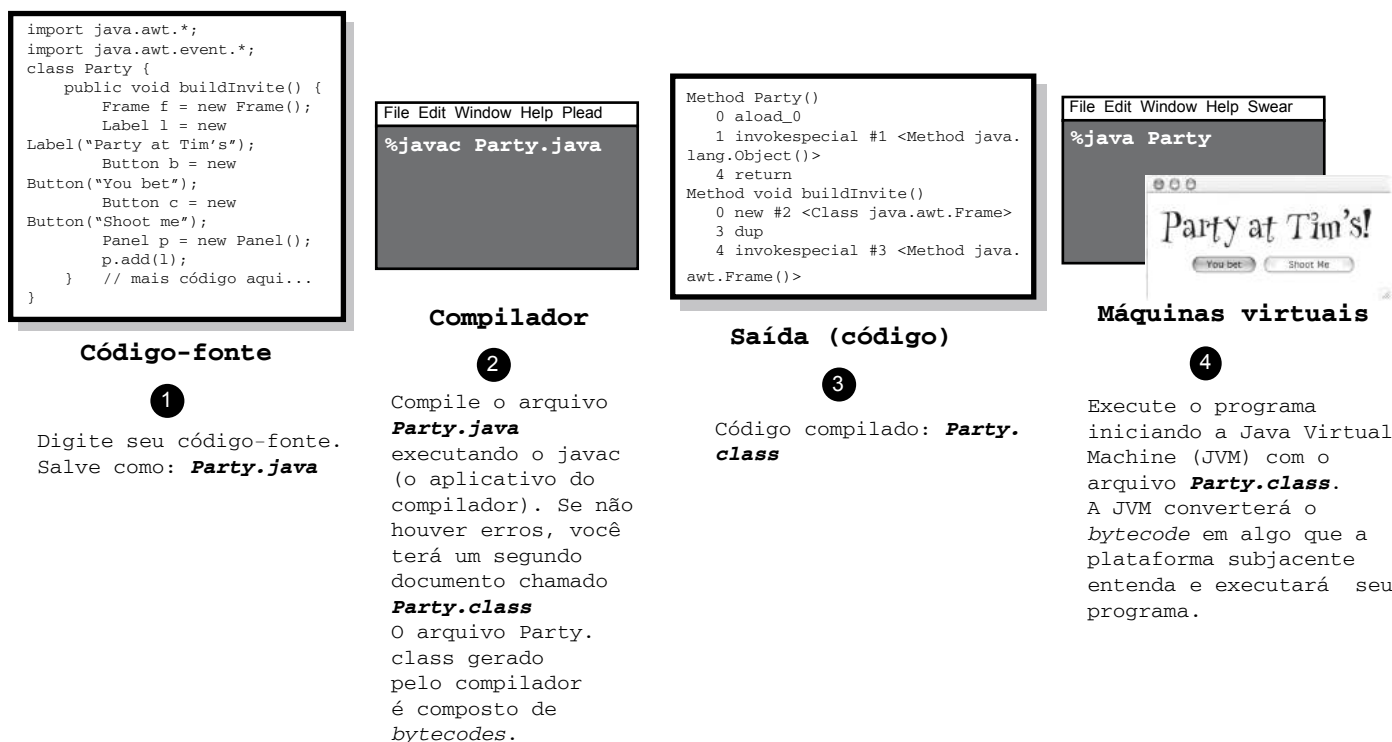 import java.awt.*;
import java.awt.event.*;
class Party {
    public void buildInvite() {
        Frame f = new Frame();
        Label l = new
Label("Party at Tim's");
        Button b = new
Button("You bet");
        Button c = new
Button("Shoot me");
        Panel p = new Panel();
        p.add(l);
    }   // mais código aqui...
}
Código-fonte
1
Digite seu código-fonte.
Salve como: Party.java
File Edit Window Help Plead
%javac Party.java
Compilador
2
Compile o arquivo
Party.java
executando o javac
(o aplicativo do
compilador). Se não
houver erros, você
terá um segundo
documento chamado
Party.class
O arquivo Party.
class gerado
pelo compilador
é composto de
bytecodes.
Method Party()
   0 aload_0
   1 invokespecial #1 <Method java.
lang.Object()>
   4 return
Method void buildInvite()
   0 new #2 <Class java.awt.Frame>
   3 dup
   4 invokespecial #3 <Method java.
awt.Frame()>
Saída (código)
3
Código compilado: Party.
class
File Edit Window Help Swear
%java Party
Party at Tim's!
You bet Shoot Me
Máquinas virtuais
4
Execute o programa
iniciando a Java Virtual
Machine (JVM) com o
arquivo Party.class.
A JVM converterá o
bytecode em algo que a
plataforma subjacente
entenda e executará seu
programa.